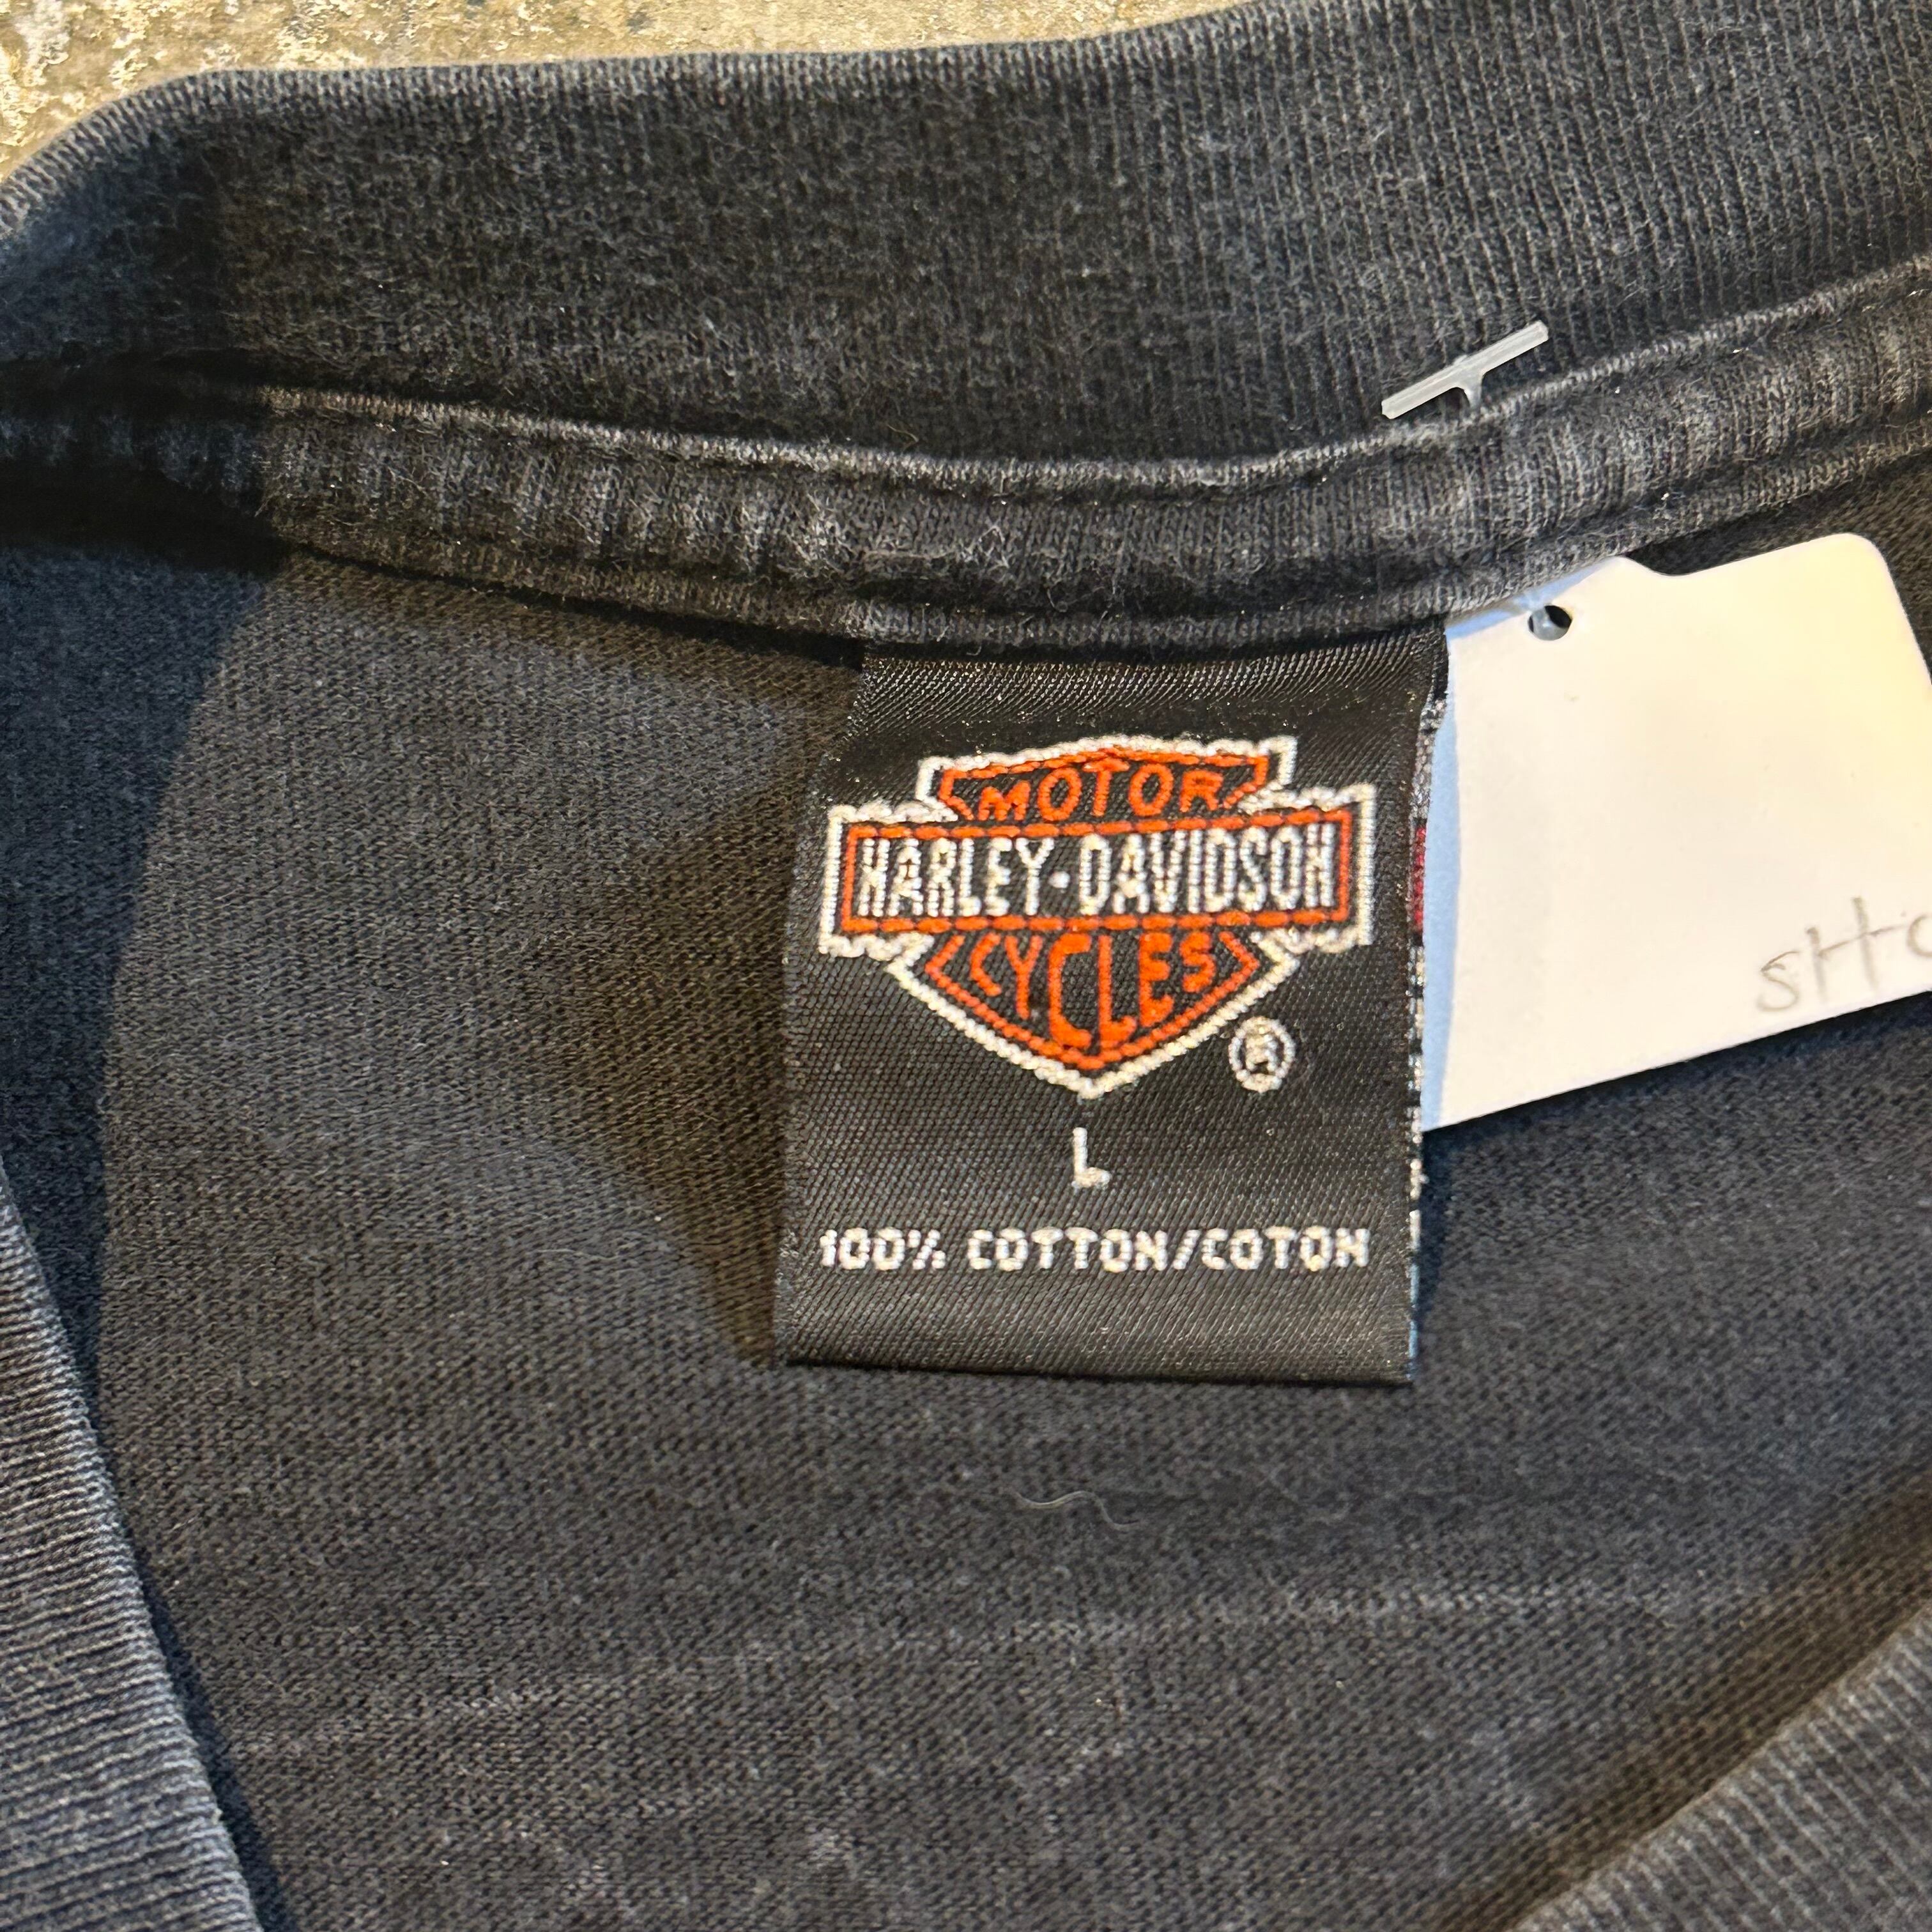 MOTOR
HARLEY-DAVIDSON
CYCLES
®
L
100% COTTON/COTON